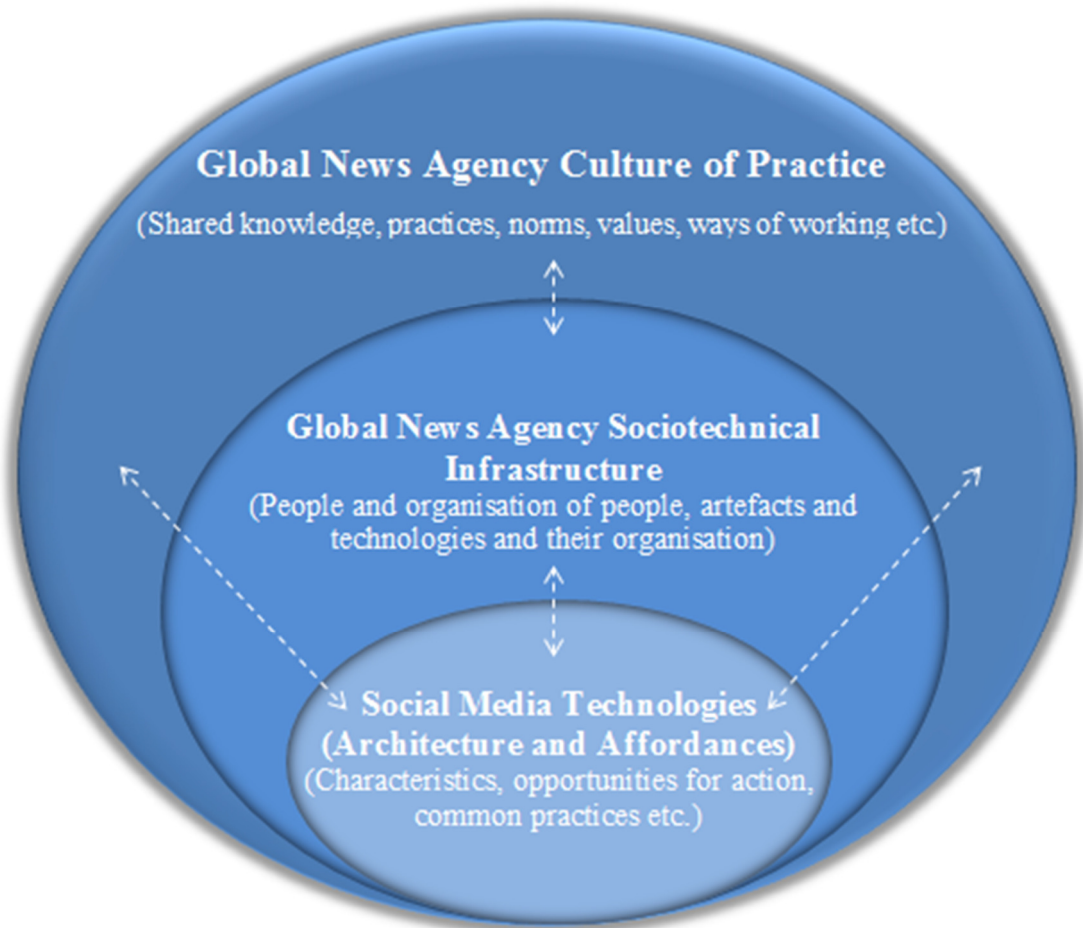 Global News Agency Culture of Practice
(Shared knowledge, practices, norms, values, ways of working etc.)
Global News Agency Sociotechnical
Infrastructure
(People and organisation of people, artefacts and
technologies and their organisation)
Social Media Technologies
(Architecture and Affordances)
(Characteristics, opportunities for action,
common practices etc.)